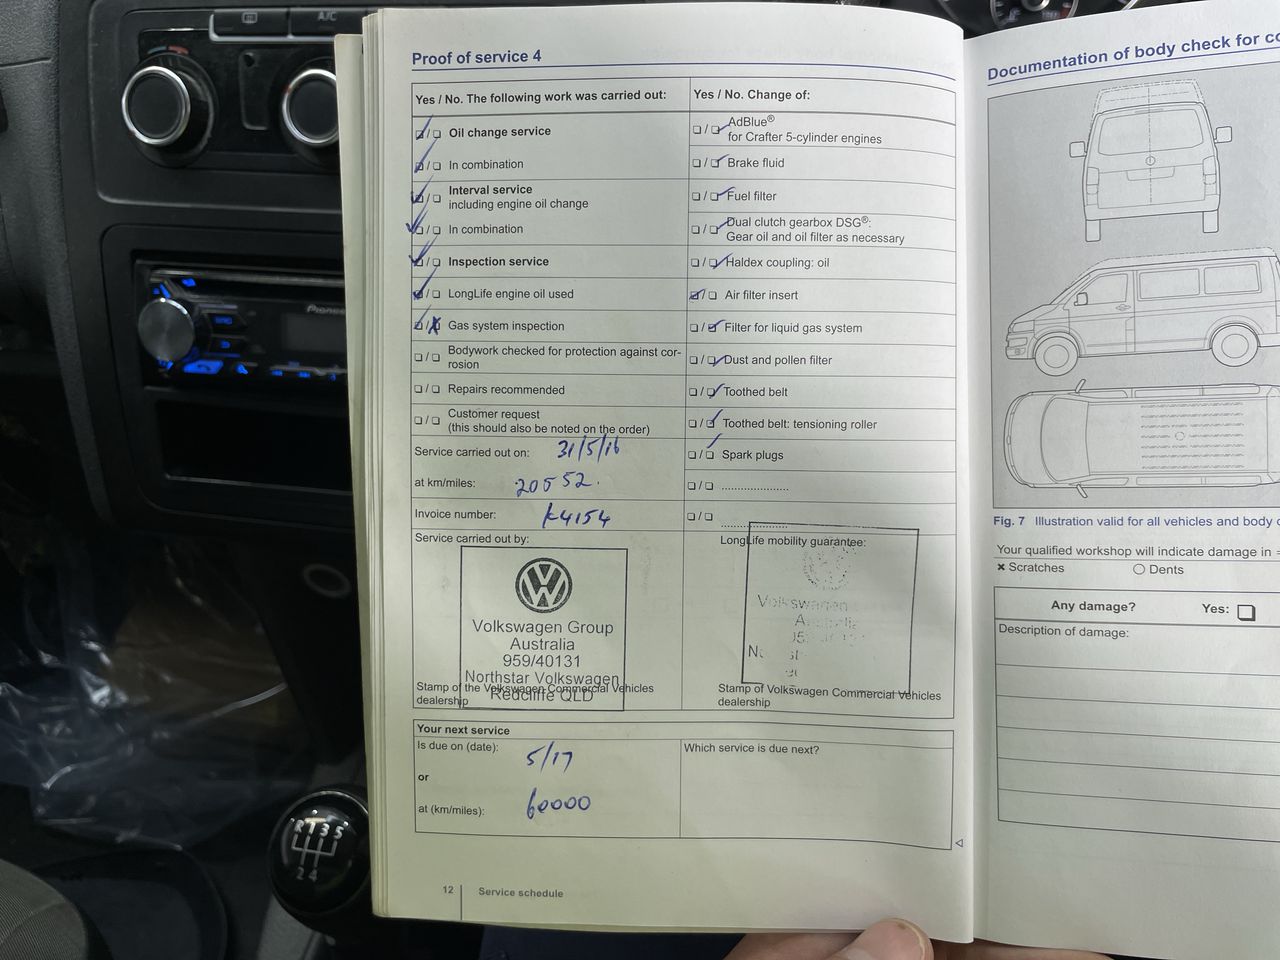 A/C
Pioneer
R 1 3 5
2 4
Proof of service 4
Yes / No. The following work was carried out:
❏/❏ Oil change service
❏/❏ In combination
❏/❏ Interval service
including engine oil change
❏/❏ In combination
❏/❏ Inspection service
❏/❏ LongLife engine oil used
❏/❏ Gas system inspection
❏/❏ Bodywork checked for protection against cor-
rosion
❏/❏ Repairs recommended
❏/❏ Customer request
(this should also be noted on the order)
Service carried out on: 31/5/16
at km/miles: 20552.
Invoice number: K4154
Service carried out by:
Volkswagen Group
Australia
959/40131
Northstar Volkswagen
Redcliffe QLD
Stamp of the Volkswagen Commercial Vehicles
dealership
Yes / No. Change of:
❏/❏ AdBlue®
for Crafter 5-cylinder engines
❏/❏ Brake fluid
❏/❏ Fuel filter
❏/❏ Dual clutch gearbox DSG®:
Gear oil and oil filter as necessary
❏/❏ Haldex coupling: oil
❏/❏ Air filter insert
❏/❏ Filter for liquid gas system
❏/❏ Dust and pollen filter
❏/❏ Toothed belt
❏/❏ Toothed belt: tensioning roller
❏/❏ Spark plugs
❏/❏ ....................
❏/❏ ....................
LongLife mobility guarantee:
Volkswagen
Stamp of Volkswagen Commercial Vehicles
dealership
Your next service
Is due on (date): 5/17
or
at (km/miles): 60000
Which service is due next?
12 Service schedule
Documentation of body check for
Fig. 7 Illustration valid for all vehicles and body
Your qualified workshop will indicate damage in
✖ Scratches ○ Dents
Any damage? Yes: ❏
Description of damage: